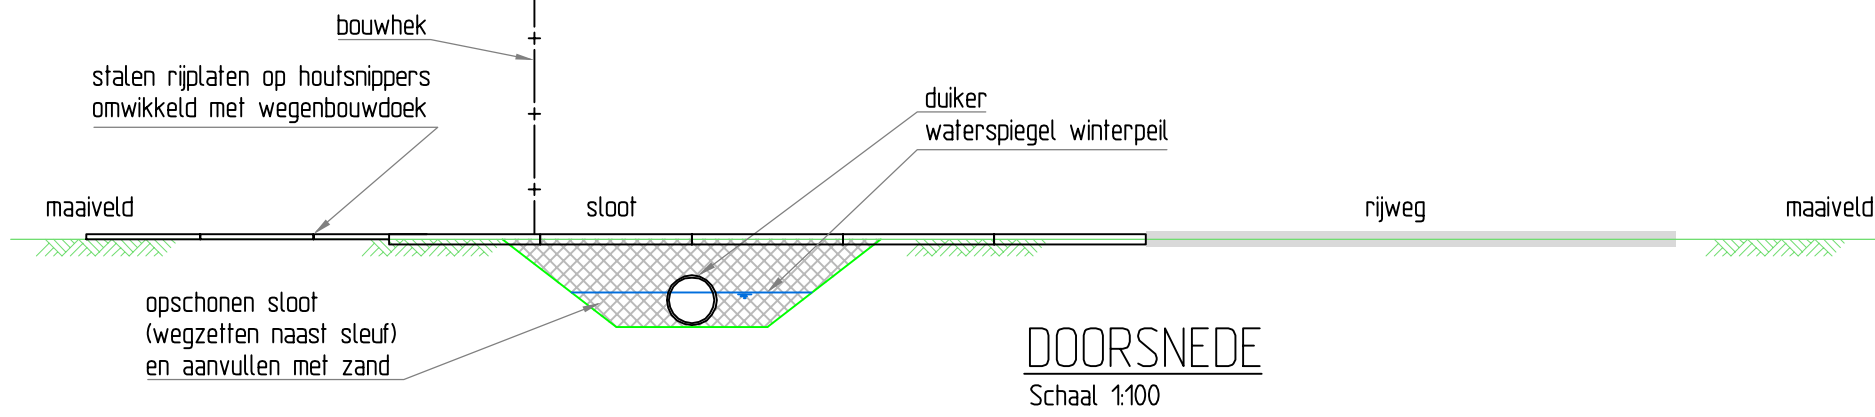 bouwhek
stalen rijplaten op houtsnippers
omwikkeld met wegenbouwdoek
duiker
waterspiegel winterpeil
maaiveld
sloot
rijweg
maaiveld
opschonen sloot
(wegzetten naast sleuf)
en aanvullen met zand
DOORSNEDE
Schaal 1:100